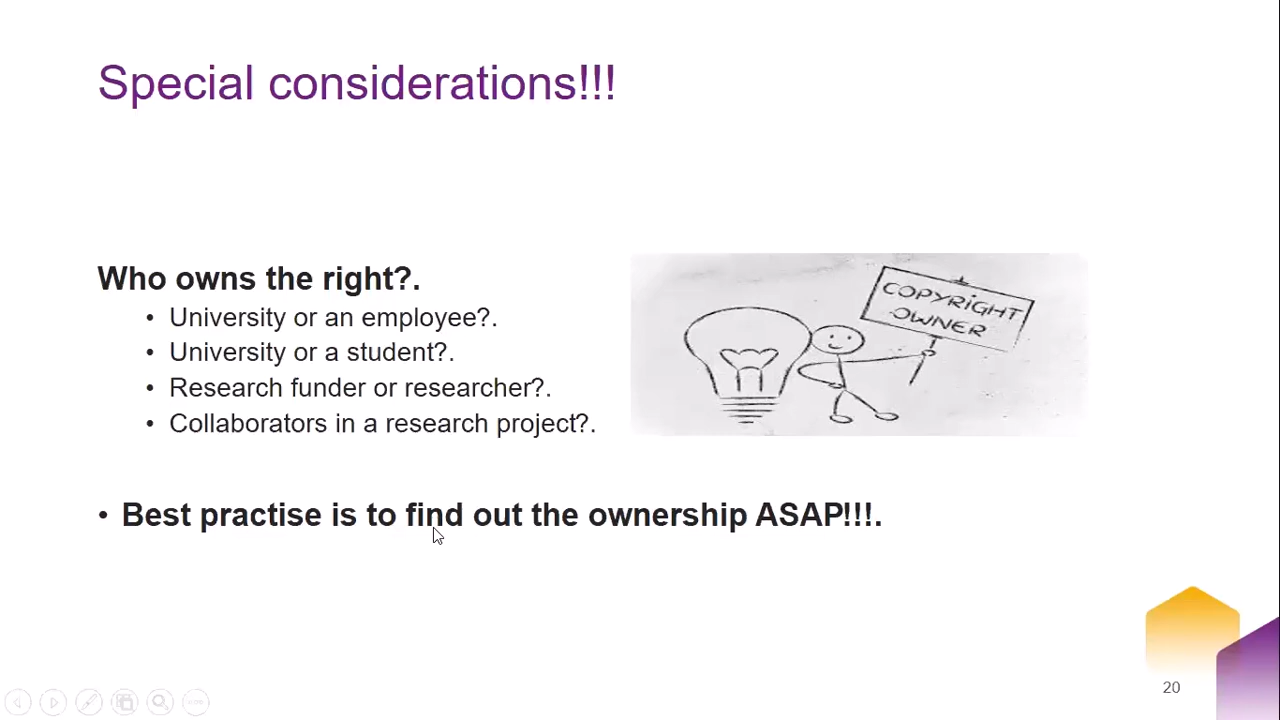 Special considerations!!!
Who owns the right?.
• University or an employee?.
• University or a student?.
• Research funder or researcher?.
• Collaborators in a research project?.
COPYRIGHT
OWNER
• Best practise is to find out the ownership ASAP!!!.
20